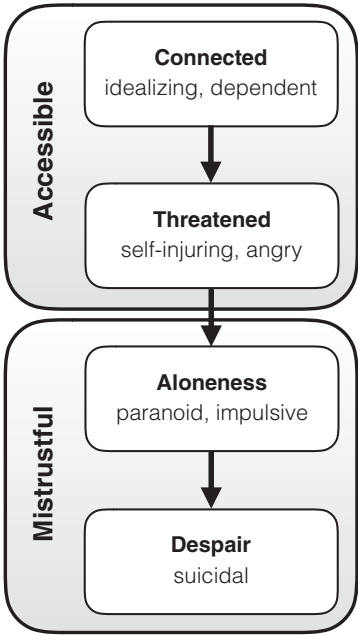 Accessible
Connected
idealizing, dependent
Threatened
self-injuring, angry
Mistrustful
Aloneness
paranoid, impulsive
Despair
suicidal